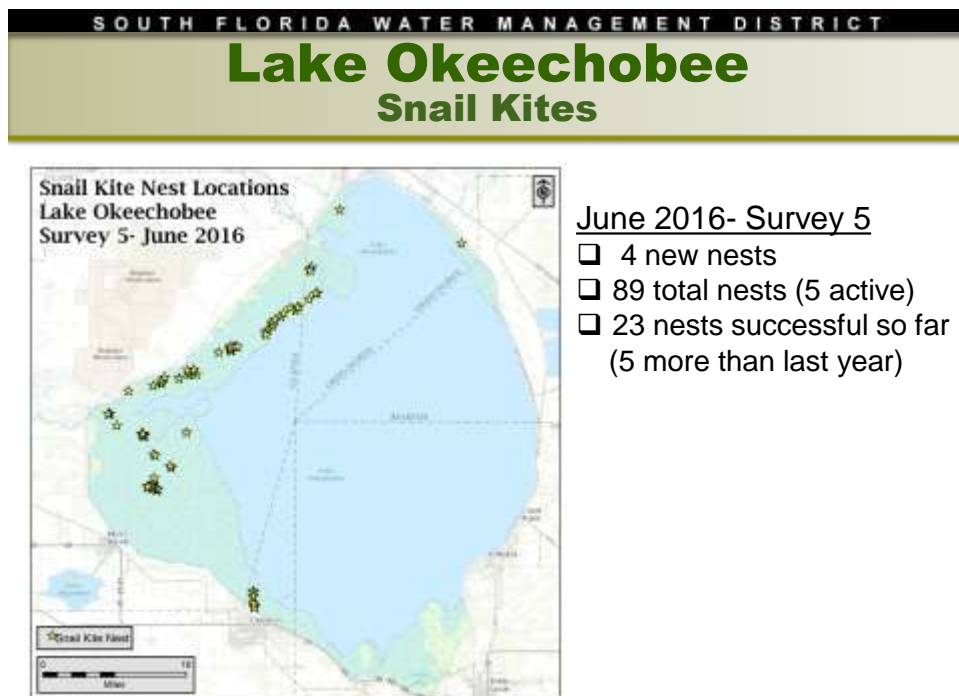 SOUTH FLORIDA WATER MANAGEMENT DISTRICT
Lake Okeechobee
Snail Kites
Snail Kite Nest Locations
Lake Okeechobee
Survey 5- June 2016
June 2016- Survey 5
4 new nests
89 total nests (5 active)
23 nests successful so far
(5 more than last year)
Snail Kite Nest
0 10
Miles